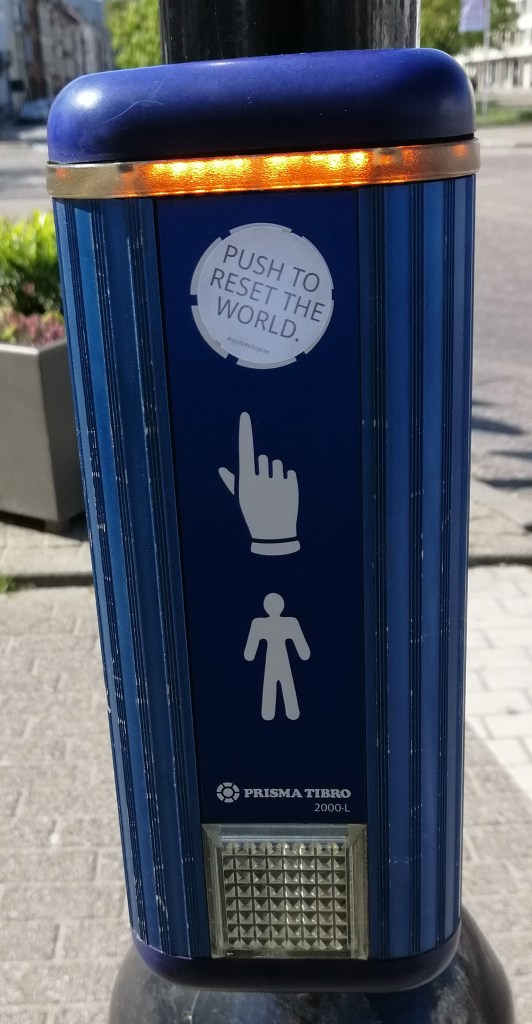 PUSH TO
RESET THE
WORLD.
PRISMA TIBRO
2000-L